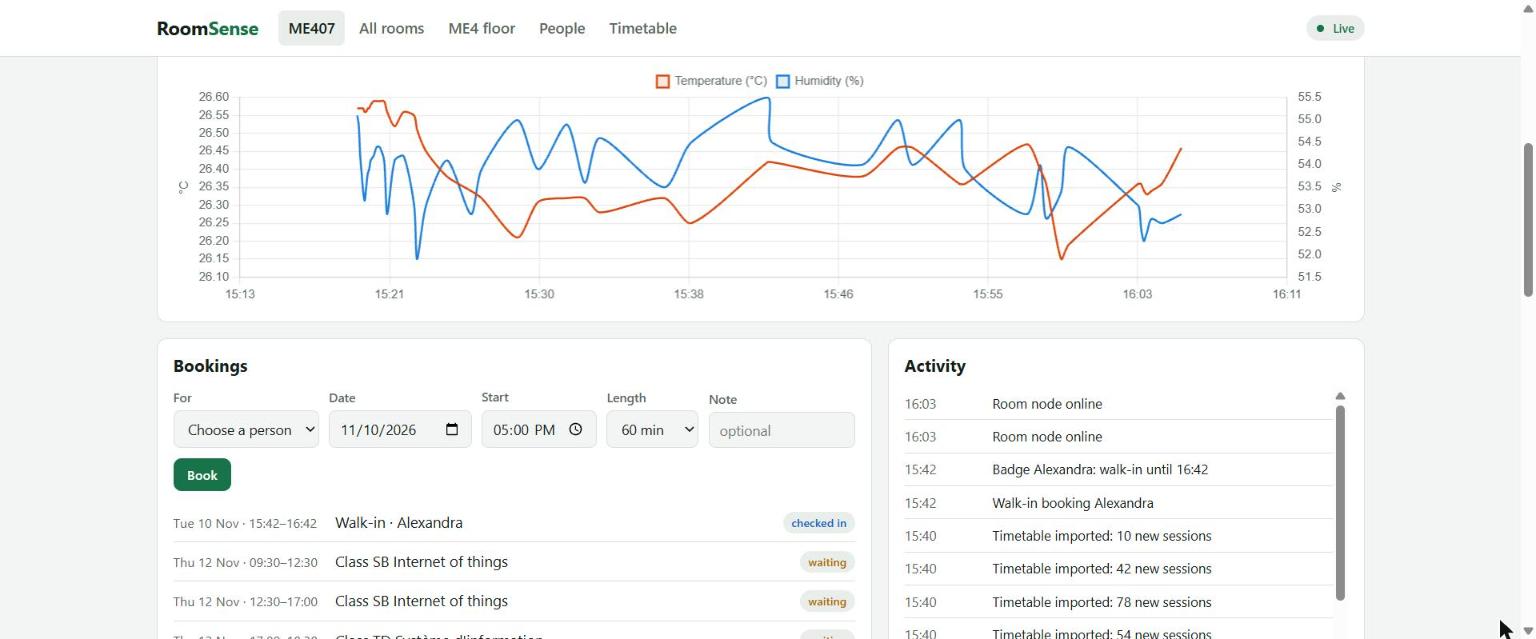 RoomSense ME407 All rooms ME4 floor People Timetable Live
Temperature (°C) Humidity (%)
26.60 55.5
26.55 55.0
26.50 54.5
26.45 54.0
26.40
26.35 53.5
26.30 53.0
26.25 52.5
26.20 52.0
26.15
26.10 51.5
°C %
15:13 15:21 15:30 15:38 15:46 15:55 16:03 16:11
Bookings
For Date Start Length Note
Choose a person 11/10/2026 05:00 PM 60 min optional
Book
Tue 10 Nov · 15:42–16:42 Walk-in · Alexandra checked in
Thu 12 Nov · 09:30–12:30 Class SB Internet of things waiting
Thu 12 Nov · 12:30–17:00 Class SB Internet of things waiting
Class TD Système d'information
Activity
16:03 Room node online
16:03 Room node online
15:42 Badge Alexandra: walk-in until 16:42
15:42 Walk-in booking Alexandra
15:40 Timetable imported: 10 new sessions
15:40 Timetable imported: 42 new sessions
15:40 Timetable imported: 78 new sessions
15:40 Timetable imported: 54 new sessions